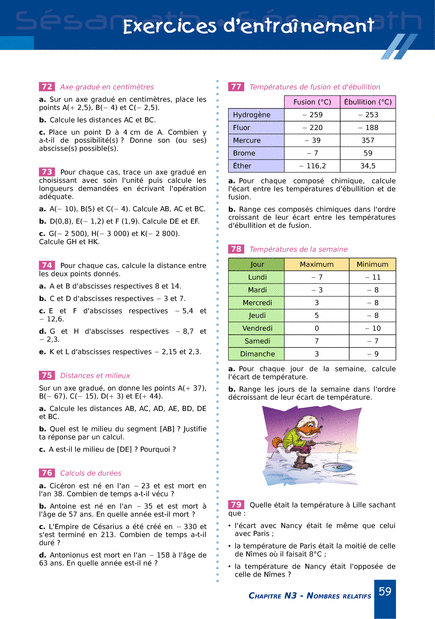 Sésamath
Exercices d'entraînement
72 Axe gradué en centimètres
a. Sur un axe gradué en centimètres, place les
points A(+ 2,5), B(− 4) et C(− 2,5).
b. Calcule les distances AC et BC.
c. Place un point D à 4 cm de A. Combien y
a-t-il de possibilité(s) ? Donne son (ou ses)
abscisse(s) possible(s).
73 Pour chaque cas, trace un axe gradué en
choisissant avec soin l'unité puis calcule les
longueurs demandées en écrivant l'opération
adéquate.
a. A(− 10), B(5) et C(− 4). Calcule AB, AC et BC.
b. D(0,8), E(− 1,2) et F (1,9). Calcule DE et EF.
c. G(− 2 500), H(− 3 000) et K(− 2 800).
Calcule GH et HK.
74 Pour chaque cas, calcule la distance entre
les deux points donnés.
a. A et B d'abscisses respectives 8 et 14.
b. C et D d'abscisses respectives − 3 et 7.
c. E et F d'abscisses respectives − 5,4 et
− 12,6.
d. G et H d'abscisses respectives − 8,7 et
− 2,3.
e. K et L d'abscisses respectives − 2,15 et 2,3.
75 Distances et milieux
Sur un axe gradué, on donne les points A(+ 37),
B(− 67), C(− 15), D(+ 3) et E(+ 44).
a. Calcule les distances AB, AC, AD, AE, BD, DE
et BC.
b. Quel est le milieu du segment [AB] ? Justifie
ta réponse par un calcul.
c. A est-il le milieu de [DE] ? Pourquoi ?
76 Calculs de durées
a. Cicéron est né en l'an − 23 et est mort en
l'an 38. Combien de temps a-t-il vécu ?
b. Antoine est né en l'an − 35 et est mort à
l'âge de 57 ans. En quelle année est-il mort ?
c. L'Empire de Césarius a été créé en − 330 et
s'est terminé en 213. Combien de temps a-t-il
duré ?
d. Antonionus est mort en l'an − 158 à l'âge de
63 ans. En quelle année est-il né ?
77 Températures de fusion et d'ébullition
Fusion (°C) Ébullition (°C)
Hydrogène − 259 − 253
Fluor − 220 − 188
Mercure − 39 357
Brome − 7 59
Éther − 116,2 34,5
a. Pour chaque composé chimique, calcule
l'écart entre les températures d'ébullition et de
fusion.
b. Range ces composés chimiques dans l'ordre
croissant de leur écart entre les températures
d'ébullition et de fusion.
78 Températures de la semaine
Jour Maximum Minimum
Lundi − 7 − 11
Mardi − 3 − 8
Mercredi 3 − 8
Jeudi 5 − 8
Vendredi 0 − 10
Samedi 7 − 7
Dimanche 3 − 9
a. Pour chaque jour de la semaine, calcule
l'écart de température.
b. Range les jours de la semaine dans l'ordre
décroissant de leur écart de température.
79 Quelle était la température à Lille sachant
que :
• l'écart avec Nancy était le même que celui
avec Paris ;
• la température de Paris était la moitié de celle
de Nîmes où il faisait 8°C ;
• la température de Nancy était l'opposée de
celle de Nîmes ?
CHAPITRE N3 - NOMBRES RELATIFS 59